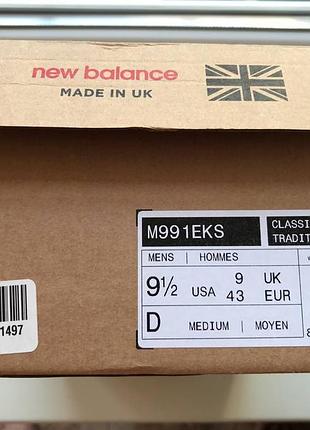 new balance
MADE IN UK
M991EKS
CLASSI
TRADIT
MENS | HOMMES
9½ USA 9 UK
43 EUR
D MEDIUM | MOYEN
8
1497